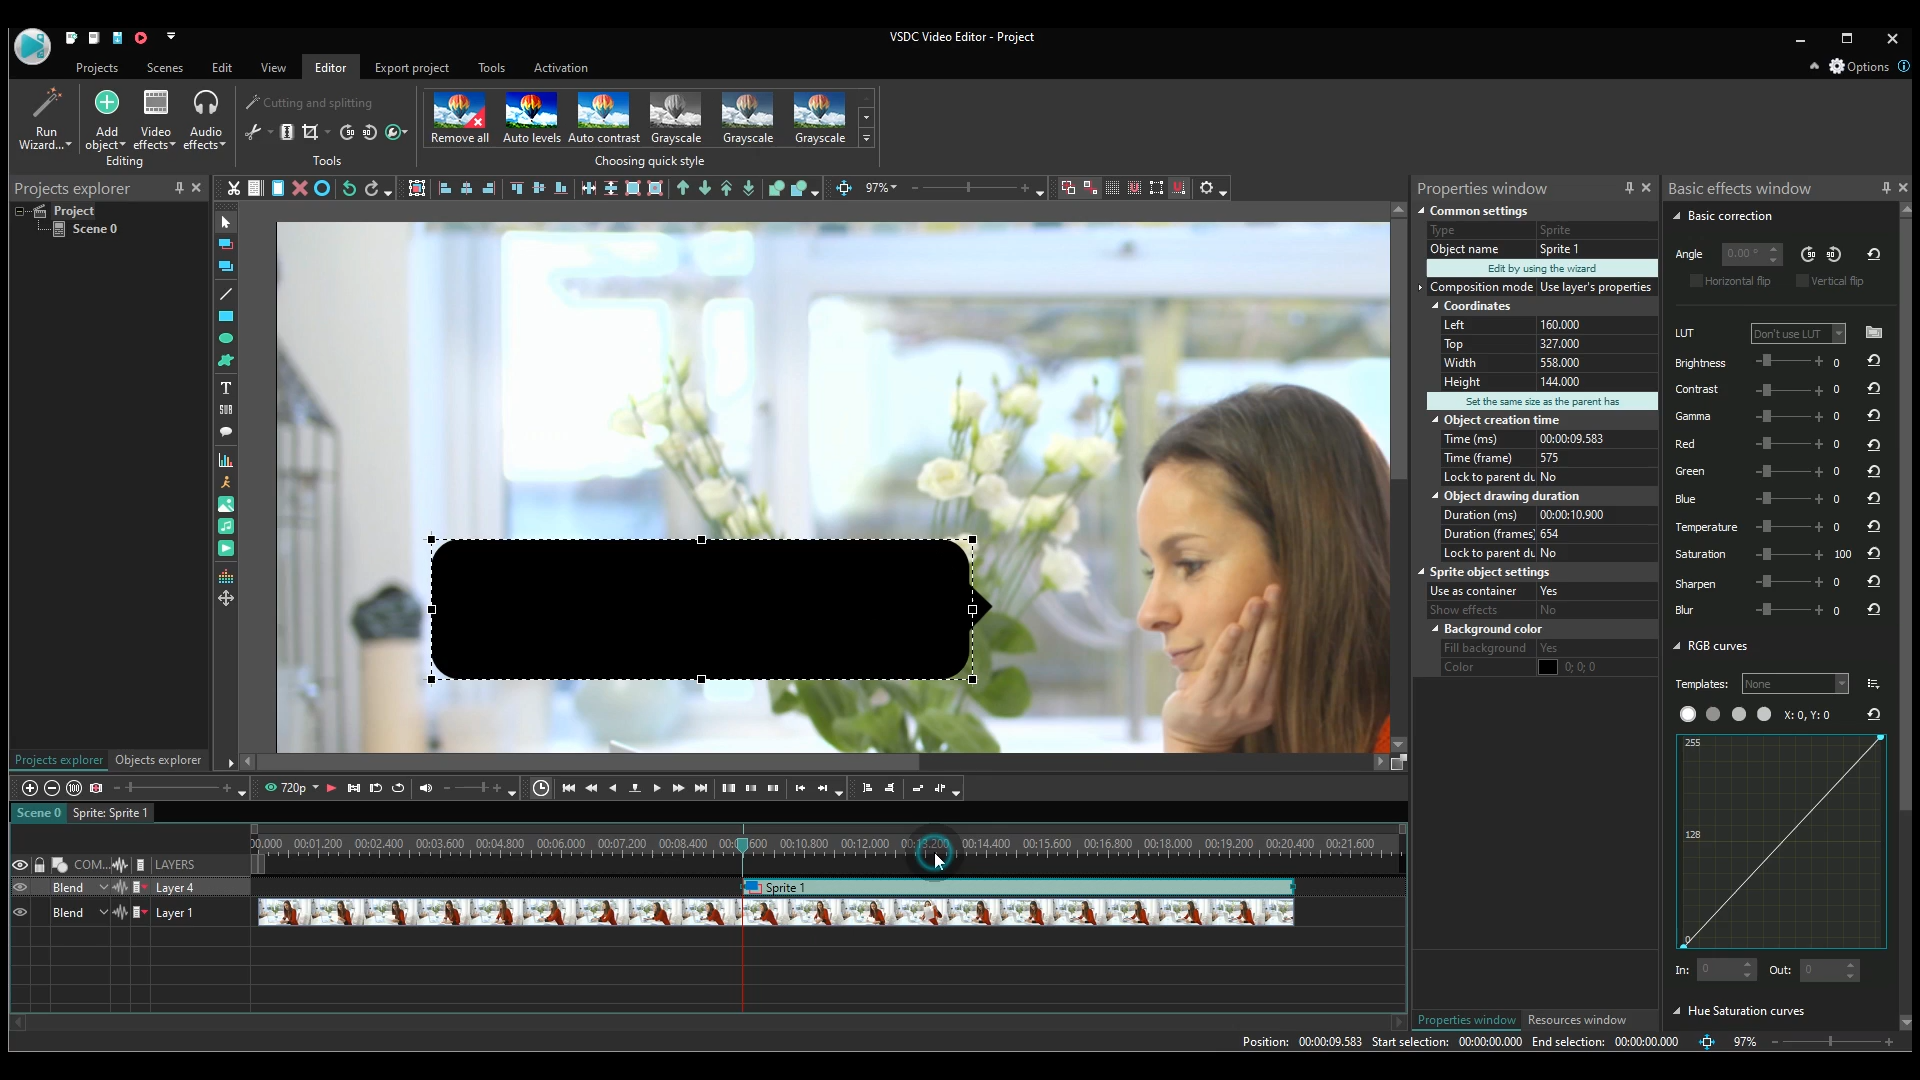 VSDC Video Editor - Project
Projects Scenes Edit View Editor Export project Tools Activation Options
Run Wizard...
Add object
Video effects
Audio effects
Editing
Cutting and splitting
Tools
Remove all Auto levels Auto contrast Grayscale Grayscale Grayscale
Choosing quick style
Projects explorer
97%
Project
Scene 0
Projects explorer Objects explorer
Properties window
Common settings
Type Sprite
Object name Sprite 1
Edit by using the wizard
Composition mode Use layer's properties
Coordinates
Left 160.000
Top 327.000
Width 558.000
Height 144.000
Set the same size as the parent has
Object creation time
Time (ms) 00:00:09.583
Time (frame) 575
Lock to parent du No
Object drawing duration
Duration (ms) 00:00:10.900
Duration (frames) 654
Lock to parent du No
Sprite object settings
Use as container Yes
Show effects No
Background color
Fill background Yes
Color 0; 0; 0
Properties window Resources window
Basic effects window
Basic correction
Angle 0.00 °
Horizontal flip Vertical flip
LUT Don't use LUT
Brightness 0
Contrast 0
Gamma 0
Red 0
Green 0
Blue 0
Temperature 0
Saturation 100
Sharpen 0
Blur 0
RGB curves
Templates: None
X: 0, Y: 0
255
128
0
In: 0 Out: 0
Hue Saturation curves
720p
Scene 0 Sprite: Sprite 1
00:01.200 00:02.400 00:03.600 00:04.800 00:06.000 00:07.200 00:08.400 00:10.800 00:12.000 00:13.200 00:14.400 00:15.600 00:16.800 00:18.000 00:19.200 00:20.400 00:21.600
COM... LAYERS
Blend Layer 4 Sprite 1
Blend Layer 1
Position: 00:00:09.583 Start selection: 00:00:00.000 End selection: 00:00:00.000 97%